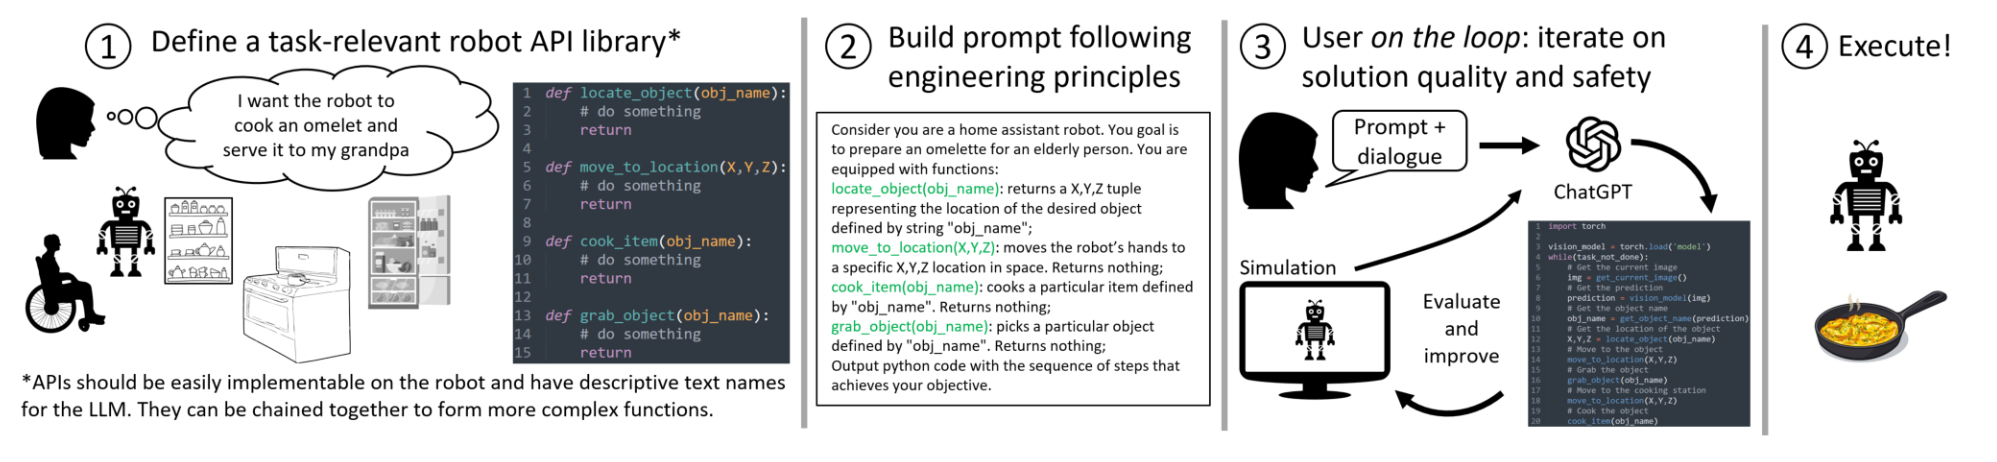 1 Define a task-relevant robot API library*
I want the robot to
cook an omelet and
serve it to my grandpa
1 def locate_object(obj_name):
2 # do something
3 return
4
5 def move_to_location(X,Y,Z):
6 # do something
7 return
8
9 def cook_item(obj_name):
10 # do something
11 return
12
13 def grab_object(obj_name):
14 # do something
15 return
*APIs should be easily implementable on the robot and have descriptive text names
for the LLM. They can be chained together to form more complex functions.
2 Build prompt following
engineering principles
Consider you are a home assistant robot. You goal is
to prepare an omelette for an elderly person. You are
equipped with functions:
locate_object(obj_name): returns a X,Y,Z tuple
representing the location of the desired object
defined by string "obj_name";
move_to_location(X,Y,Z): moves the robot's hands to
a specific X,Y,Z location in space. Returns nothing;
cook_item(obj_name): cooks a particular item defined
by "obj_name". Returns nothing;
grab_object(obj_name): picks a particular object
defined by "obj_name". Returns nothing;
Output python code with the sequence of steps that
achieves your objective.
3 User on the loop: iterate on
solution quality and safety
Prompt +
dialogue
ChatGPT
Simulation
Evaluate
and
improve
1 import torch
2
3 vision_model = torch.load('model')
4 while(task_not_done):
5 # Get the current image
6 img = get_current_image()
7 # Get the prediction
8 prediction = vision_model(img)
9 # Get the object name
10 obj_name = get_object_name(prediction)
11 # Get the location of the object
12 X,Y,Z = locate_object(obj_name)
13 # Move to the object
14 move_to_location(X,Y,Z)
15 # Grab the object
16 grab_object(obj_name)
17 # Move to the cooking station
18 move_to_location(X,Y,Z)
19 # Cook the object
20 cook_item(obj_name)
4 Execute!